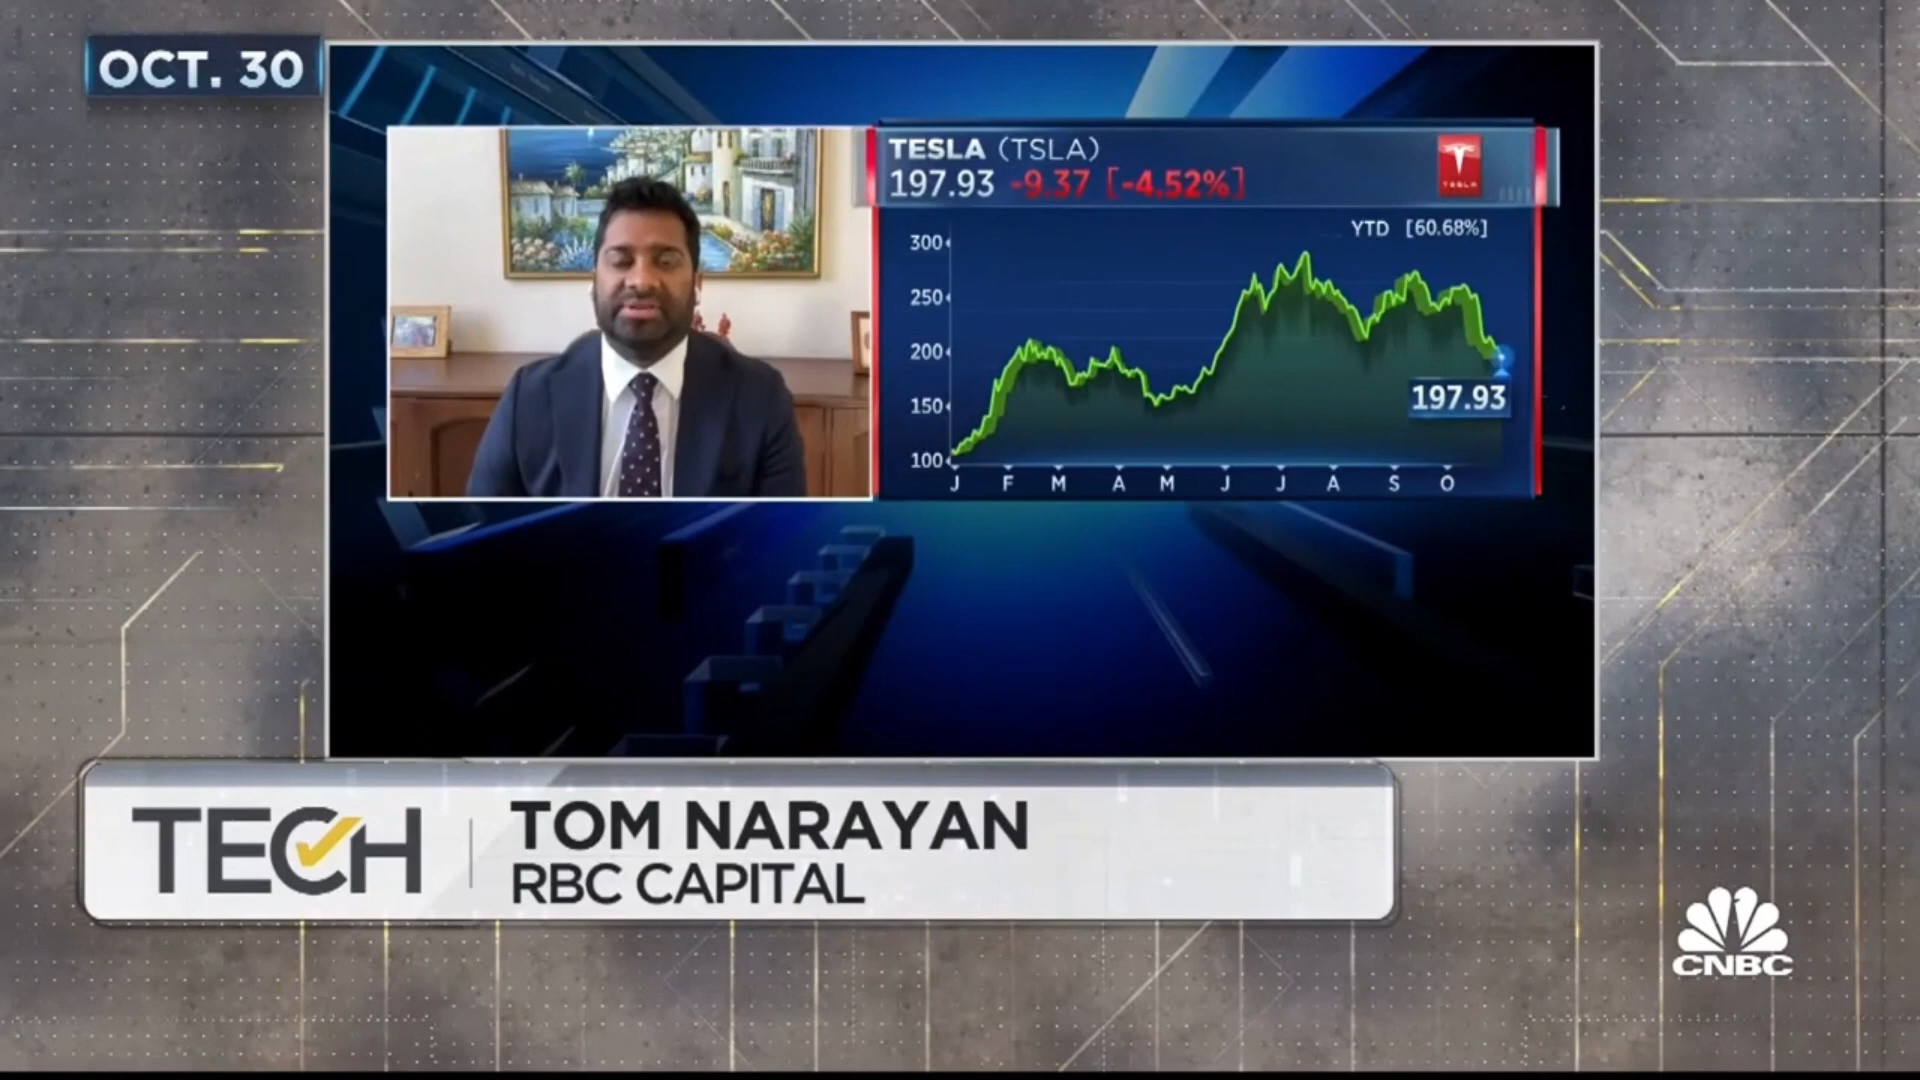 OCT. 30
TESLA (TSLA)
197.93 -9.37 [-4.52%]
TESLA
YTD [60.68%]
300
250
200
150
100
197.93
J F M A M J J A S O
TECH
TOM NARAYAN
RBC CAPITAL
CNBC